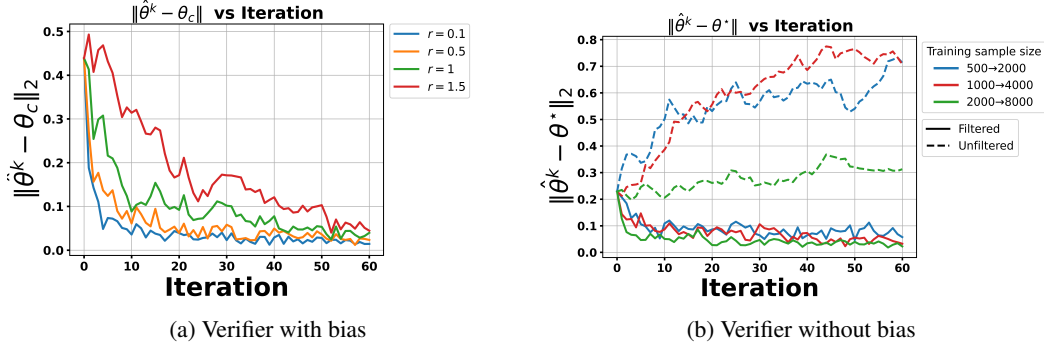 ‖θ̂ᵏ − θ_c‖ vs Iteration
‖θ̂ᵏ − θ_c‖₂
0.5
0.4
0.3
0.2
0.1
0.0
0 10 20 30 40 50 60
Iteration
r = 0.1
r = 0.5
r = 1
r = 1.5
(a) Verifier with bias
‖θ̂ᵏ − θ*‖ vs Iteration
‖θ̂ᵏ − θ*‖₂
0.8
0.7
0.6
0.5
0.4
0.3
0.2
0.1
0.0
0 10 20 30 40 50 60
Iteration
Training sample size
500→2000
1000→4000
2000→8000
Filtered
Unfiltered
(b) Verifier without bias